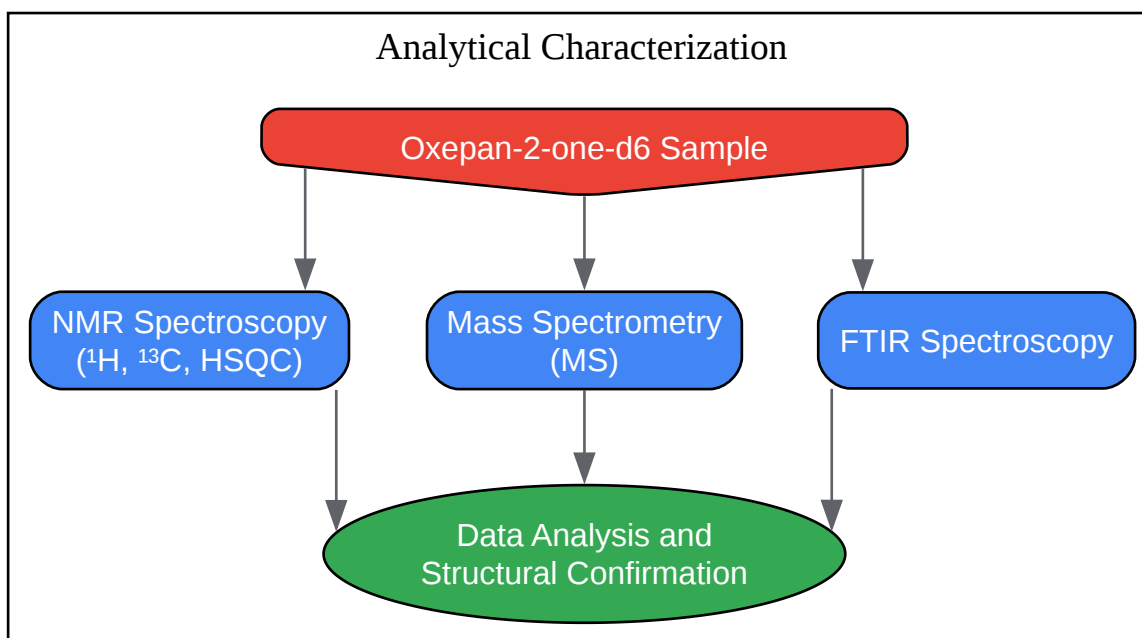 Analytical Characterization
Oxepan-2-one-d6 Sample
NMR Spectroscopy
(¹H, ¹³C, HSQC)
Mass Spectrometry
(MS)
FTIR Spectroscopy
Data Analysis and
Structural Confirmation